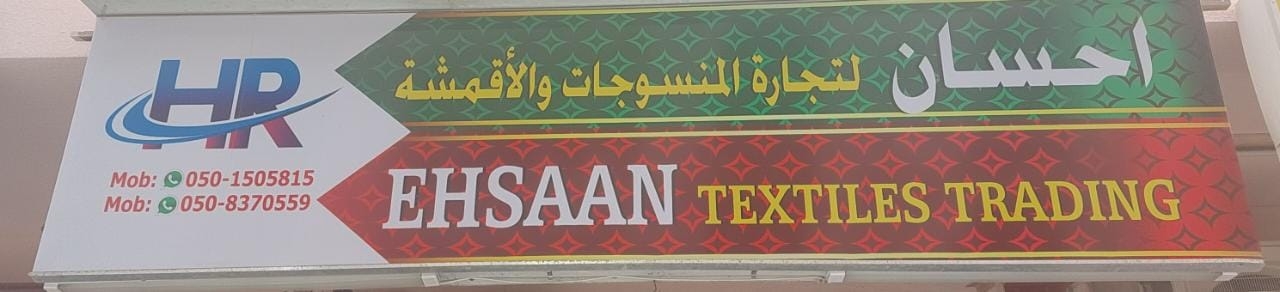 HR
Mob: 050-1505815
Mob: 050-8370559
احسان لتجارة المنسوجات والأقمشة
EHSAAN TEXTILES TRADING